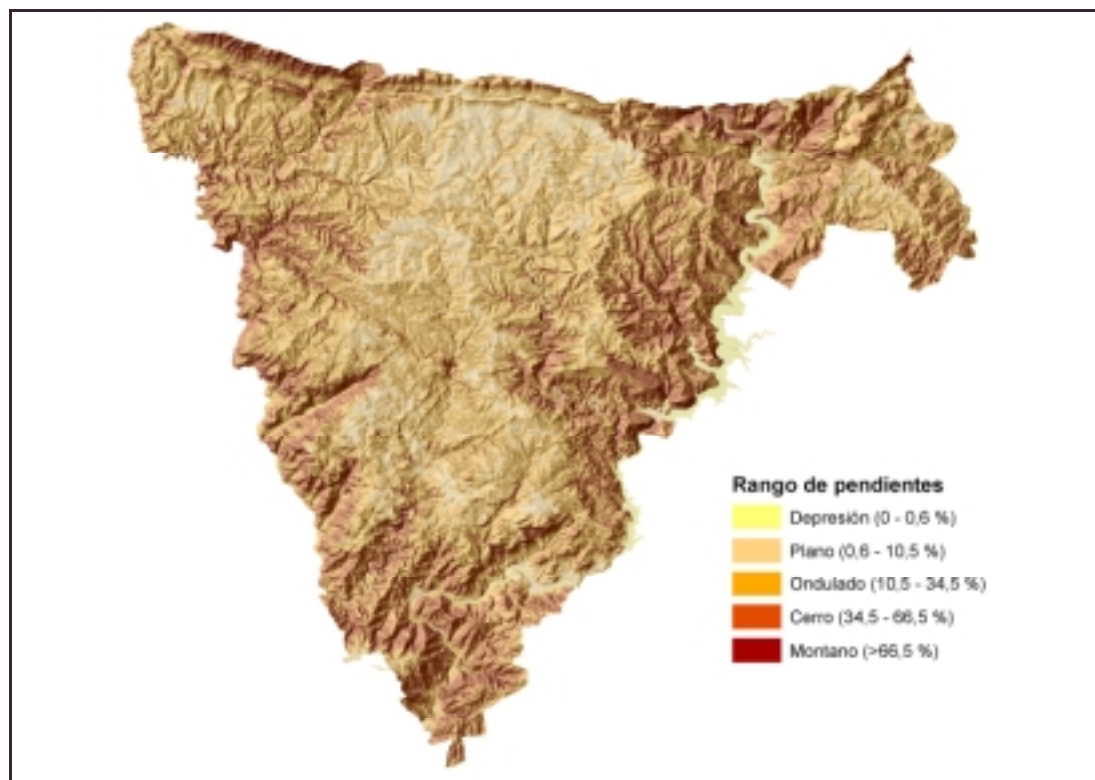 Rango de pendientes
Depresión (0 - 0,6 %)
Plano (0,6 - 10,5 %)
Ondulado (10,5 - 34,5 %)
Cerro (34,5 - 66,5 %)
Montano (>66,5 %)